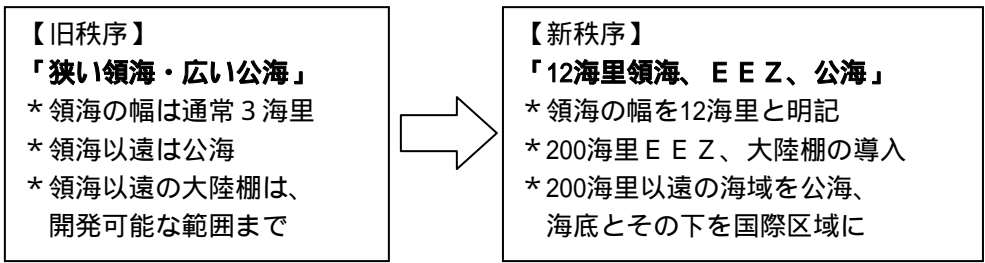 【旧秩序】
「狭い領海・広い公海」
＊領海の幅は通常３海里
＊領海以遠は公海
＊領海以遠の大陸棚は、
開発可能な範囲まで
【新秩序】
「12海里領海、ＥＥＺ、公海」
＊領海の幅を12海里と明記
＊200海里ＥＥＺ、大陸棚の導入
＊200海里以遠の海域を公海、
海底とその下を国際区域に